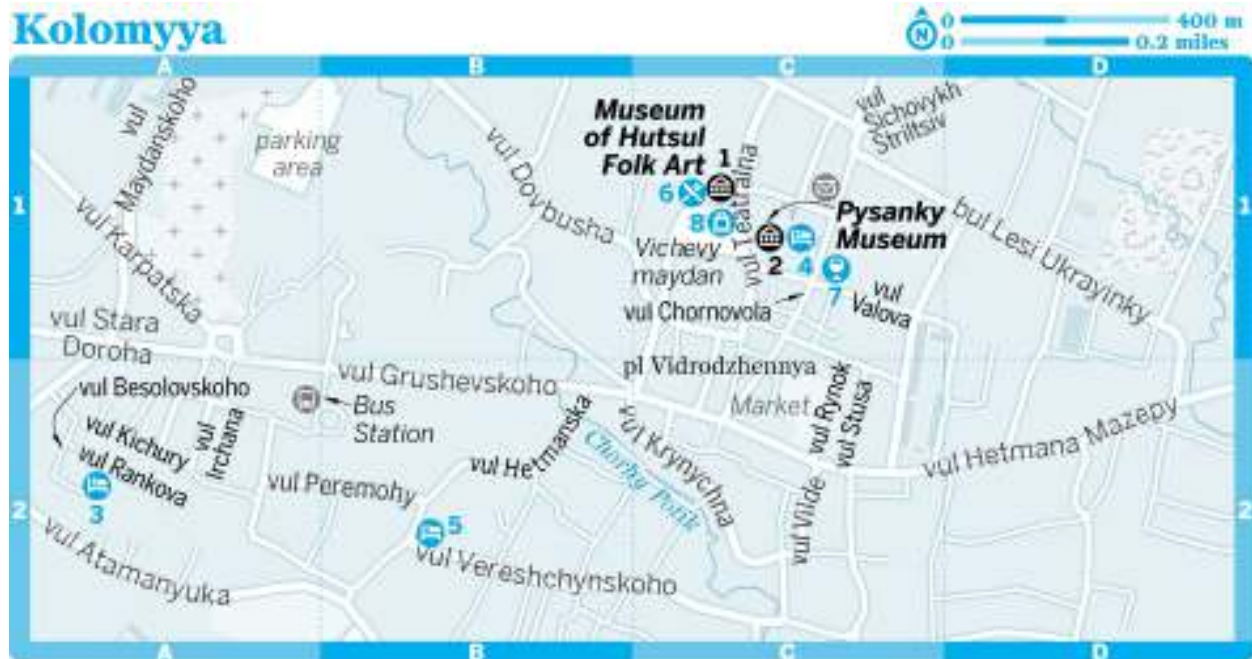 Kolomyya
N
0 400 m
0 0.2 miles
A B C D
1
1
2
2
A B C D
vul
Maydanskoho
parking
area
vul Karpatska
vul Dovbusha
Museum
of Hutsul
Folk Art
1
6
8
vul Teatralna
Vichevy
maydan
2
4
7
Pysanky
Museum
vul
Sichovykh
Striltsiv
bul Lesi Ukrayinky
vul Chornovola
vul
Valova
vul Stara
Doroha
vul Besolovskoho
vul Kichury
vul Rankova
vul
Irchana
3
Bus
Station
vul Grushevskoho
pl Vidrodzhennya
Market
vul Rynok
vul Stusa
vul Hetmana Mazepy
vul Hetmanska
Chorny Potik
vul Krynychna
vul Vilde
vul Peremohy
5
vul Vereshchynskoho
vul Atamanyuka